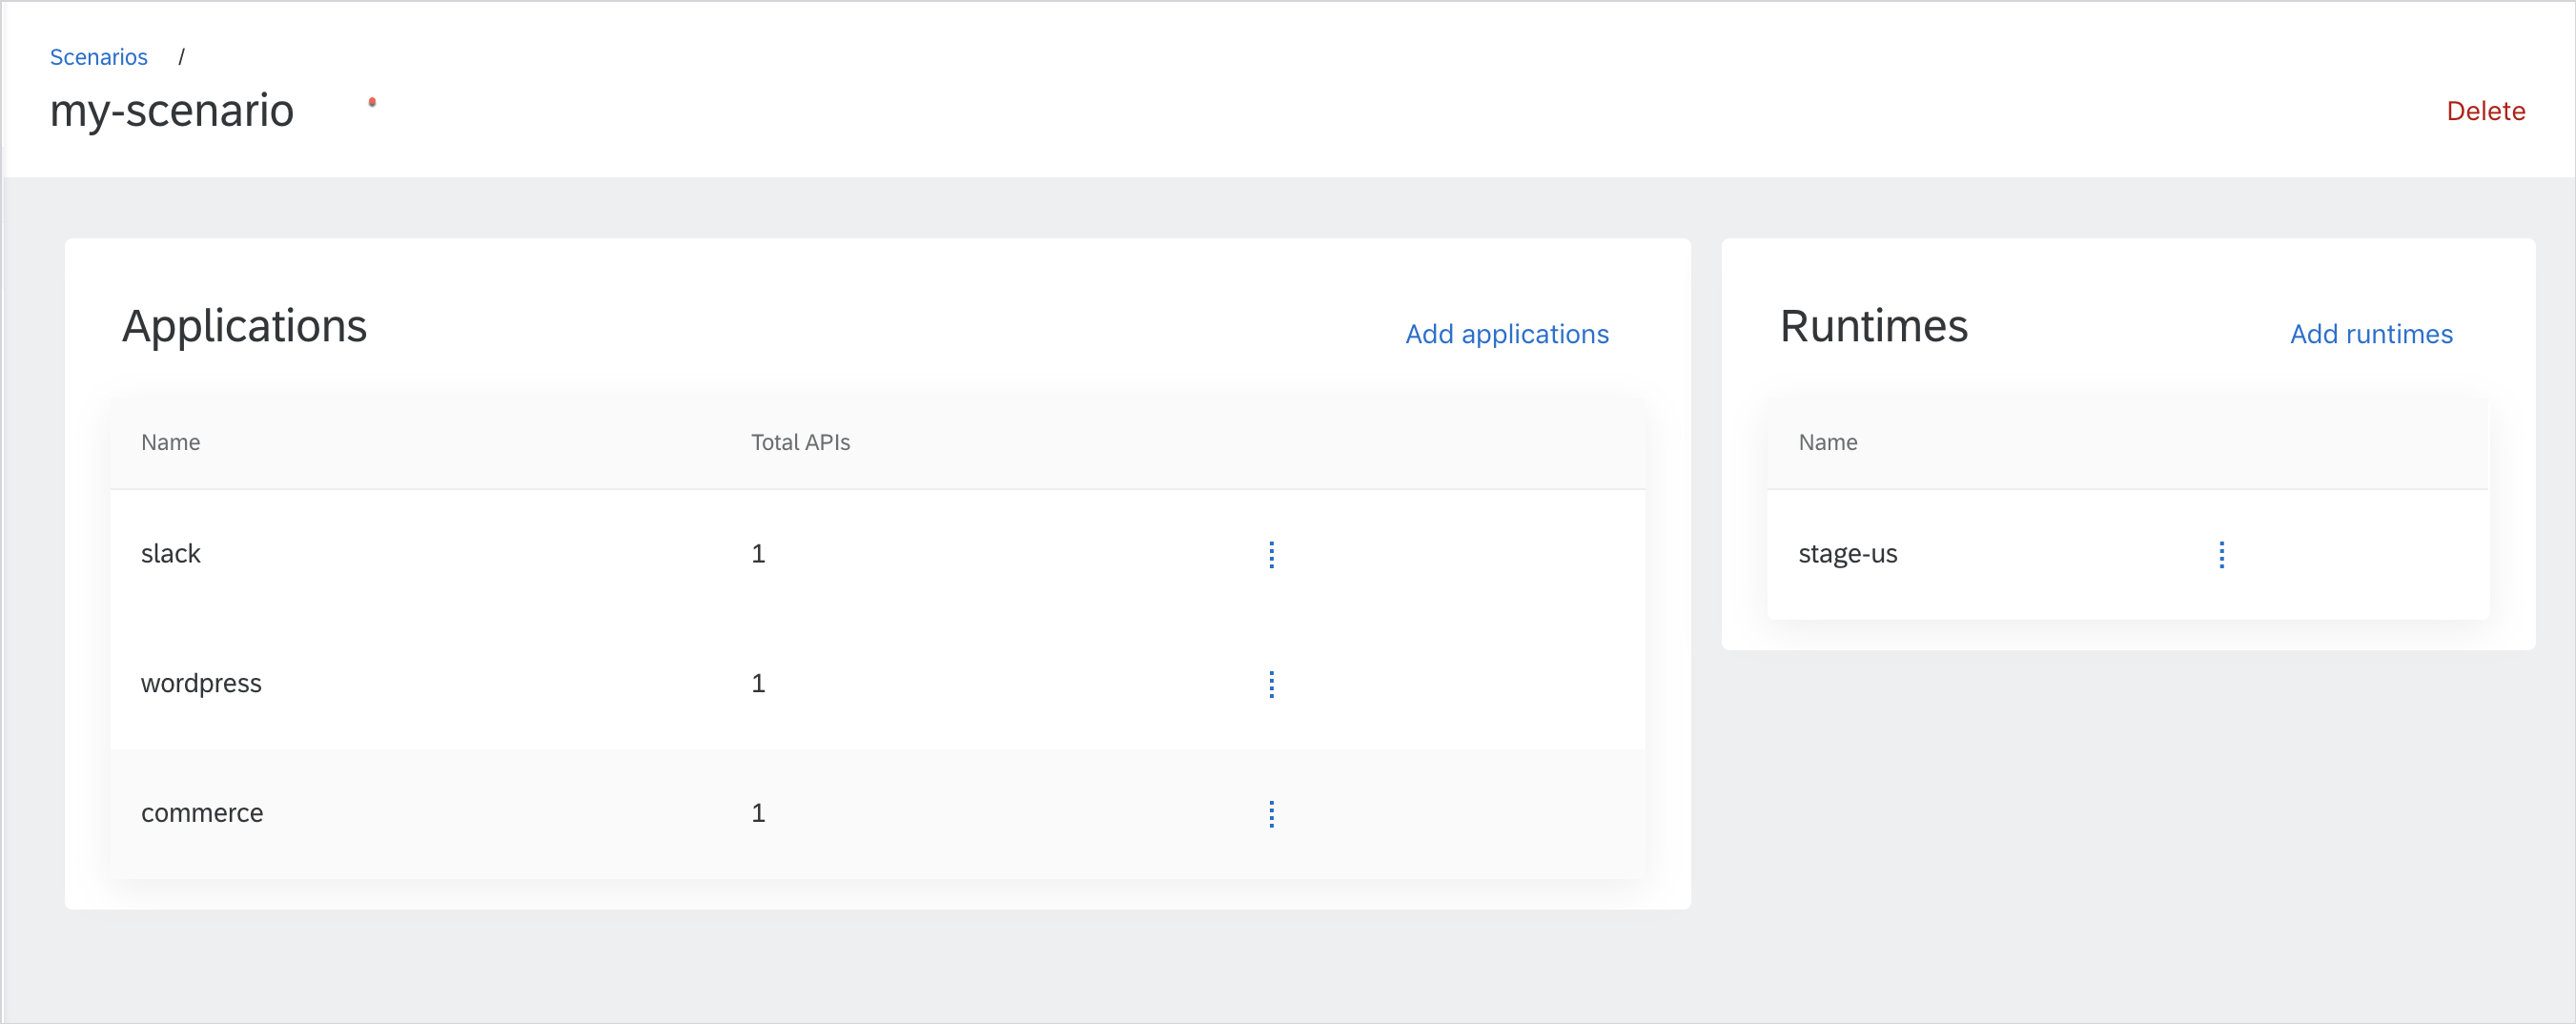 Scenarios /
my-scenario
Delete
Applications
Add applications
Name Total APIs
slack 1
wordpress 1
commerce 1
Runtimes
Add runtimes
Name
stage-us